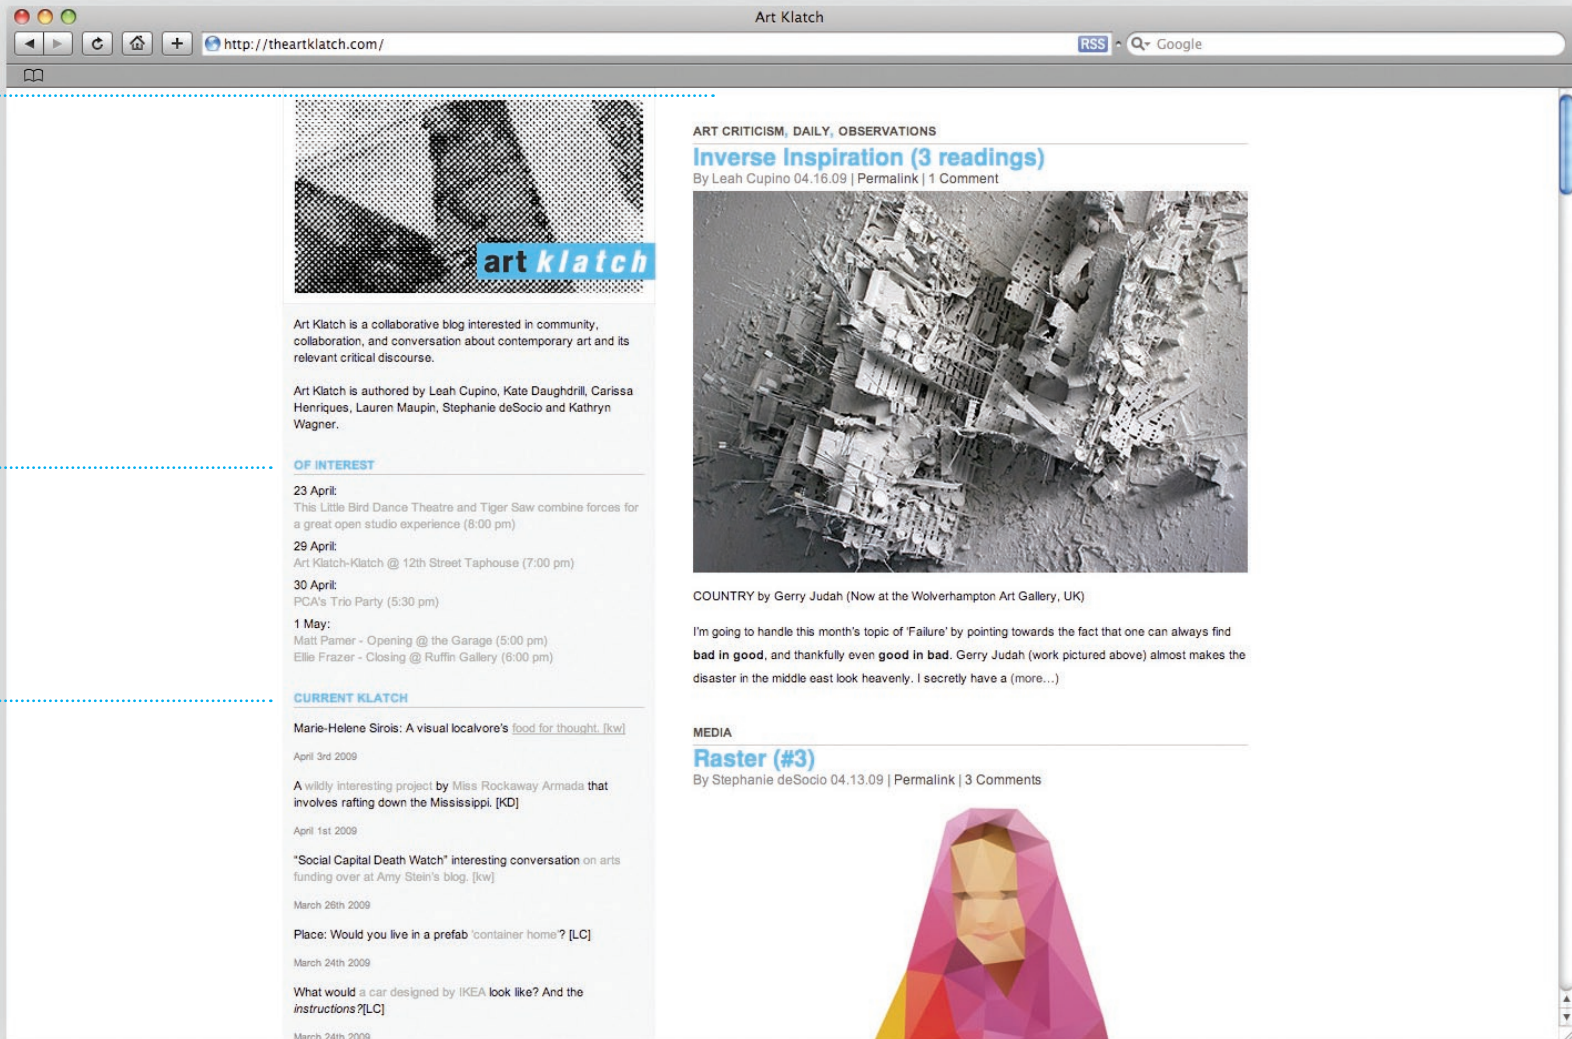 Art Klatch
http://theartklatch.com/
RSS
Google
art klatch
Art Klatch is a collaborative blog interested in community,
collaboration, and conversation about contemporary art and its
relevant critical discourse.
Art Klatch is authored by Leah Cupino, Kate Daughdrill, Carissa
Henriques, Lauren Maupin, Stephanie deSocio and Kathryn
Wagner.
OF INTEREST
23 April:
This Little Bird Dance Theatre and Tiger Saw combine forces for
a great open studio experience (8:00 pm)
29 April:
Art Klatch-Klatch @ 12th Street Taphouse (7:00 pm)
30 April:
PCA's Trio Party (5:30 pm)
1 May:
Matt Pamer - Opening @ the Garage (5:00 pm)
Ellie Frazer - Closing @ Ruffin Gallery (6:00 pm)
CURRENT KLATCH
Marie-Helene Sirois: A visual localvore's food for thought. [kw]
April 3rd 2009
A wildly interesting project by Miss Rockaway Armada that
involves rafting down the Mississippi. [KD]
April 1st 2009
“Social Capital Death Watch” interesting conversation on arts
funding over at Amy Stein's blog. [kw]
March 26th 2009
Place: Would you live in a prefab 'container home'? [LC]
March 24th 2009
What would a car designed by IKEA look like? And the
instructions?[LC]
March 24th 2009
ART CRITICISM, DAILY, OBSERVATIONS
Inverse Inspiration (3 readings)
By Leah Cupino 04.16.09 | Permalink | 1 Comment
COUNTRY by Gerry Judah (Now at the Wolverhampton Art Gallery, UK)
I'm going to handle this month's topic of 'Failure' by pointing towards the fact that one can always find
bad in good, and thankfully even good in bad. Gerry Judah (work pictured above) almost makes the
disaster in the middle east look heavenly. I secretly have a (more…)
MEDIA
Raster (#3)
By Stephanie deSocio 04.13.09 | Permalink | 3 Comments